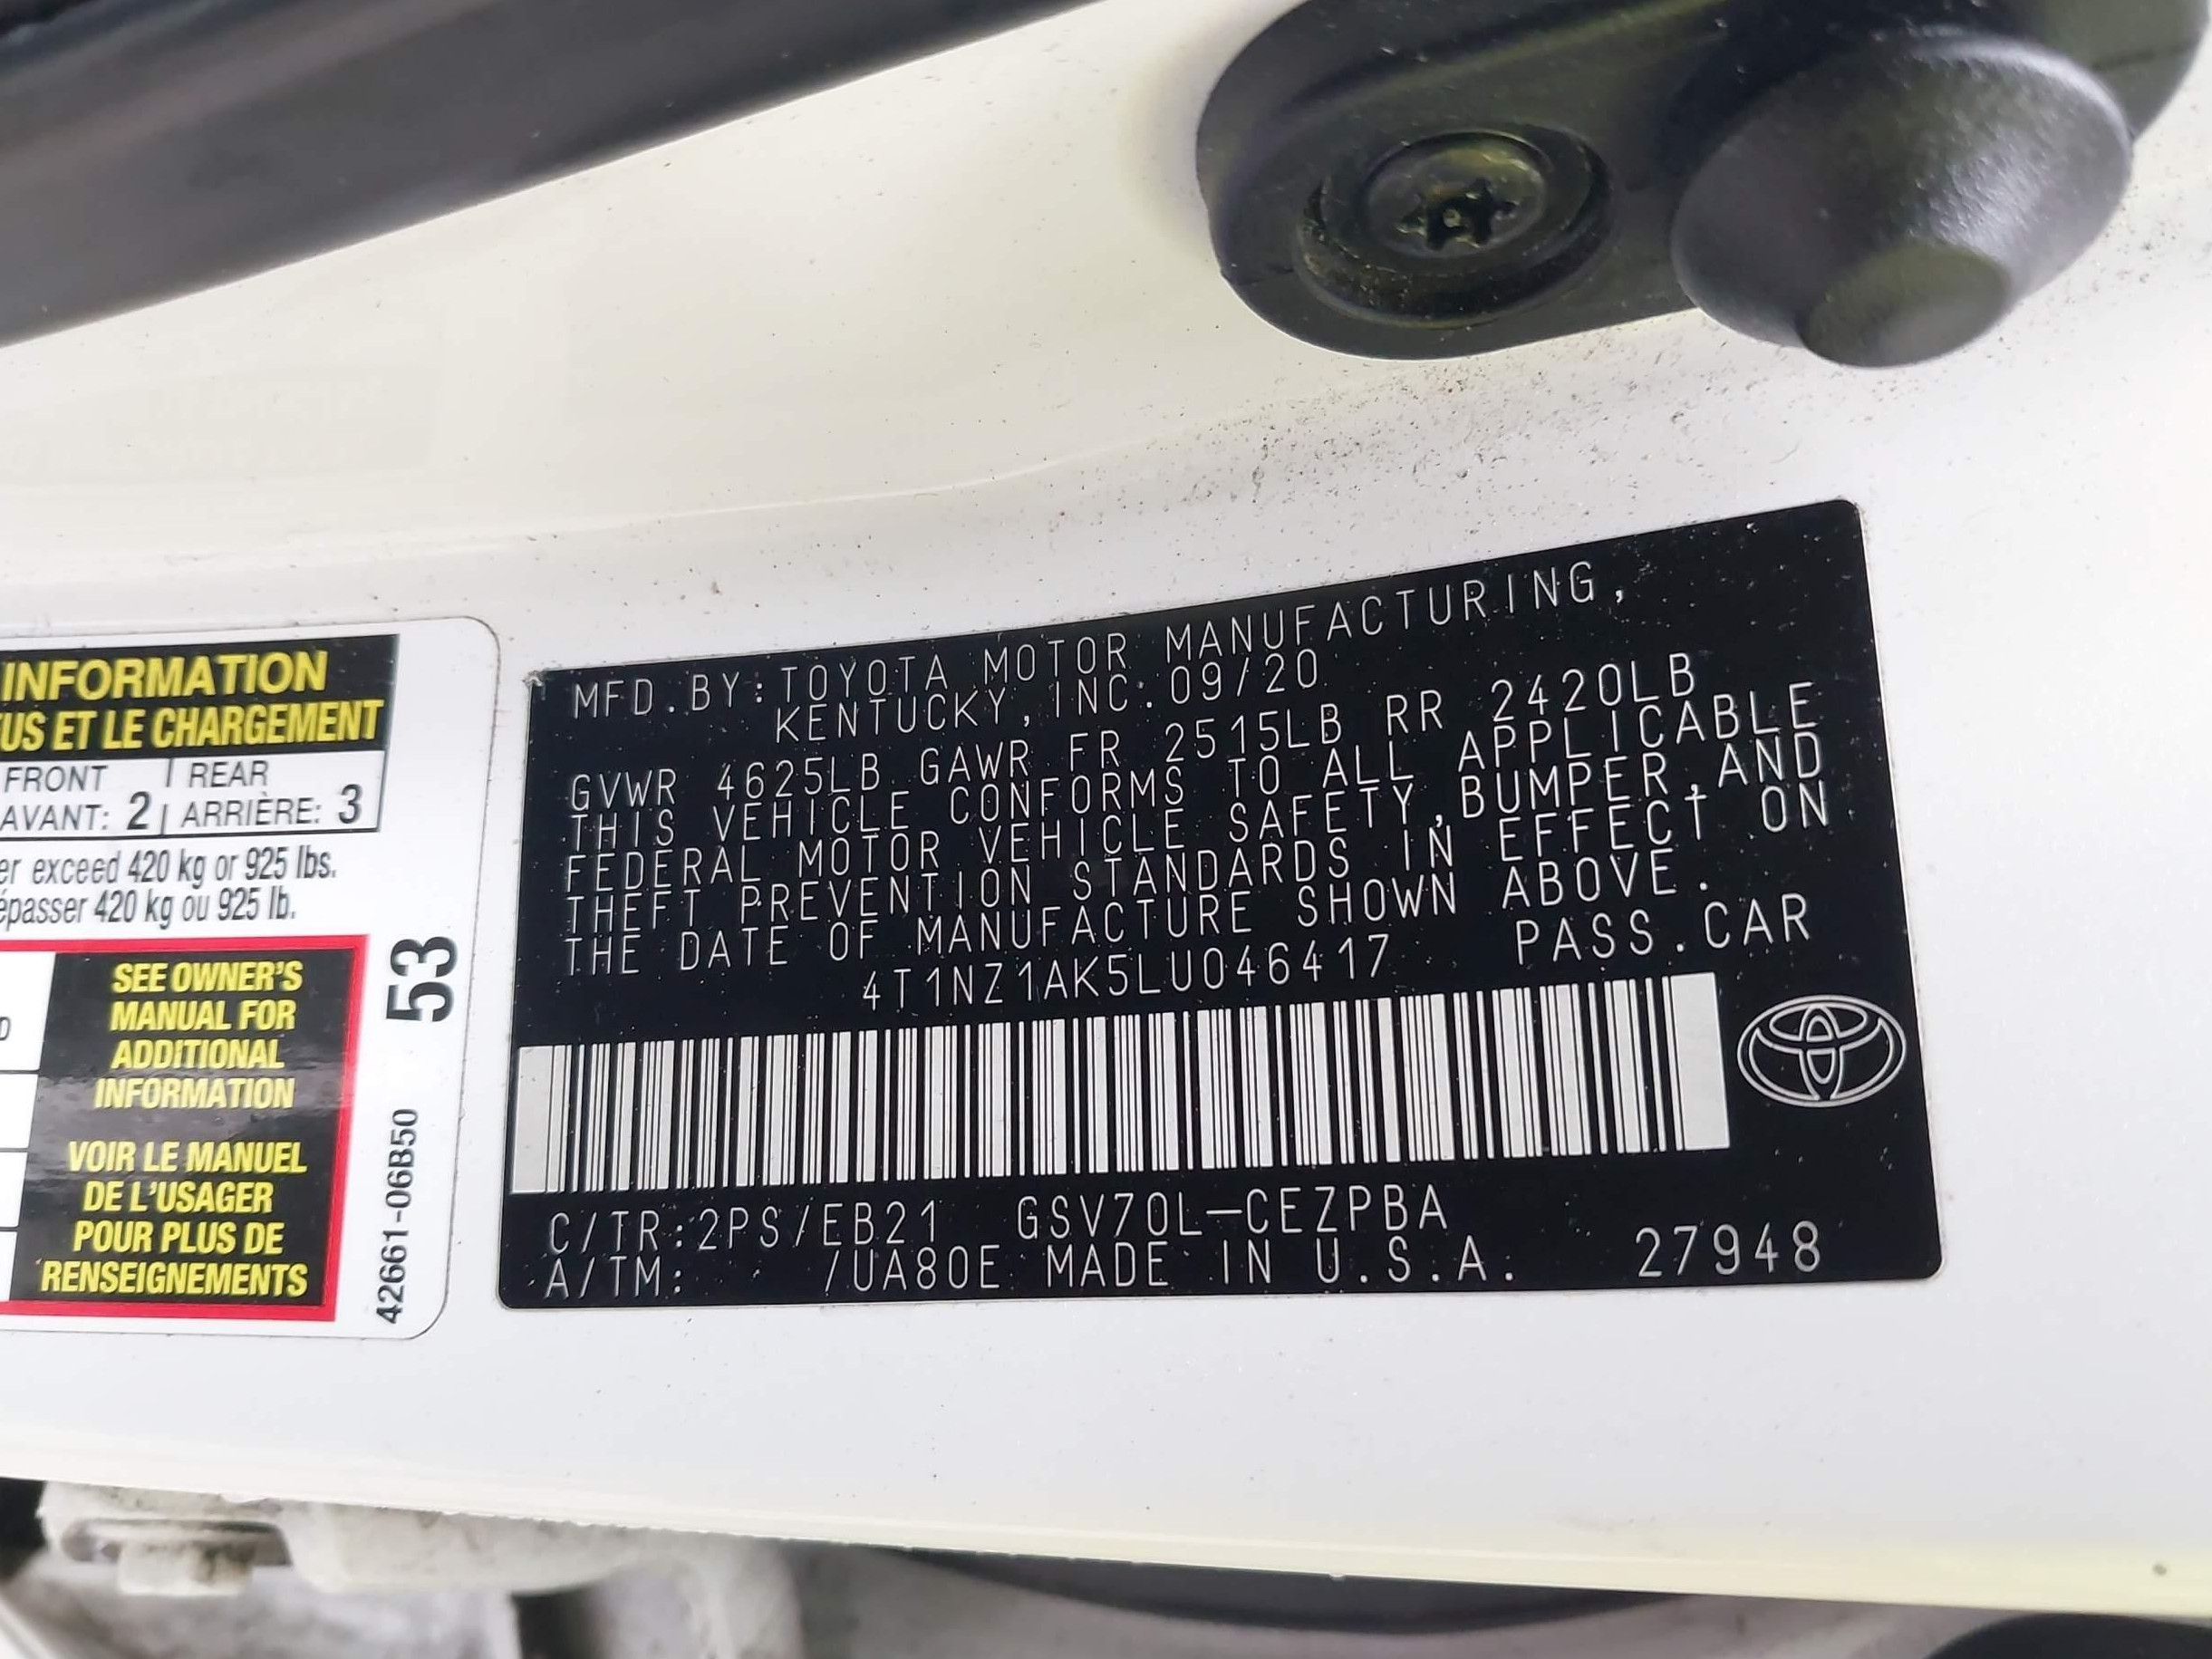 INFORMATION
US ET LE CHARGEMENT
FRONT | REAR
AVANT: 2 | ARRIÈRE: 3
er exceed 420 kg or 925 lbs.
épasser 420 kg ou 925 lb.
SEE OWNER'S
MANUAL FOR
ADDITIONAL
INFORMATION
VOIR LE MANUEL
DE L'USAGER
POUR PLUS DE
RENSEIGNEMENTS
53
42661-06B50
MFD.BY:TOYOTA MOTOR MANUFACTURING,
KENTUCKY,INC. 09/20
GVWR 4625LB GAWR FR 2515LB RR 2420LB
THIS VEHICLE CONFORMS TO ALL APPLICABLE
FEDERAL MOTOR VEHICLE SAFETY,BUMPER,AND
THEFT PREVENTION STANDARDS IN EFFECT ON
THE DATE OF MANUFACTURE SHOWN ABOVE.
4T1NZ1AK5LU046417 PASS.CAR
C/TR:2PS/EB21 GSV70L-CEZPBA
A/TM: /UA80E MADE IN U.S.A. 27948